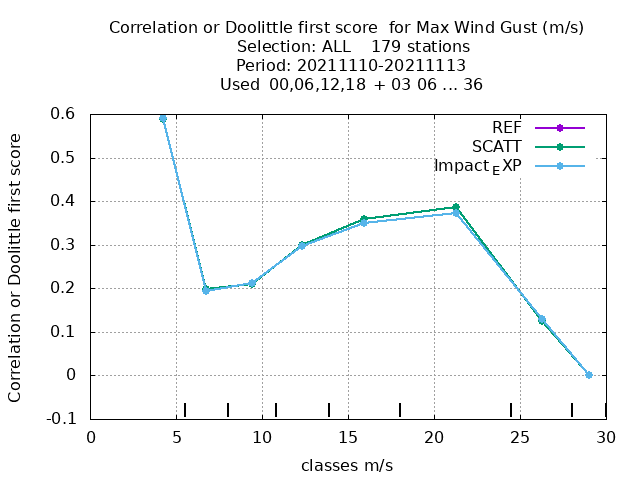 Correlation or Doolittle first score  for Max Wind Gust (m/s)
Selection: ALL    179 stations
Period: 20211110-20211113
Used  00,06,12,18  + 03 06 ... 36
Correlation or Doolittle first score
0.6
0.5
0.4
0.3
0.2
0.1
0
-0.1
REF
SCATT
Impact_EXP
0 5 10 15 20 25 30
classes m/s